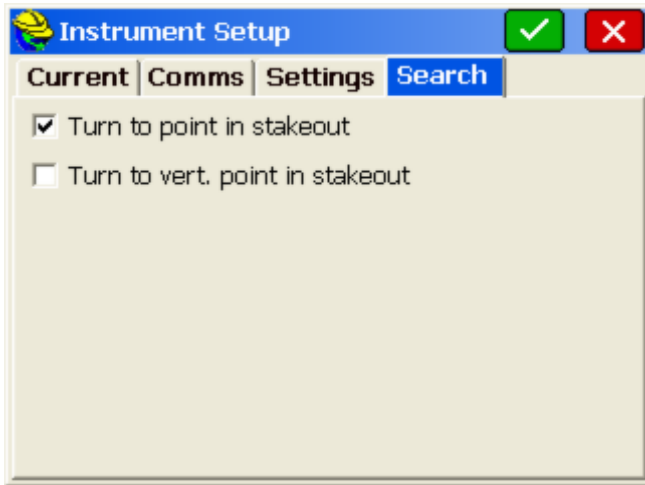 Instrument Setup
Current Comms Settings Search
Turn to point in stakeout
Turn to vert. point in stakeout